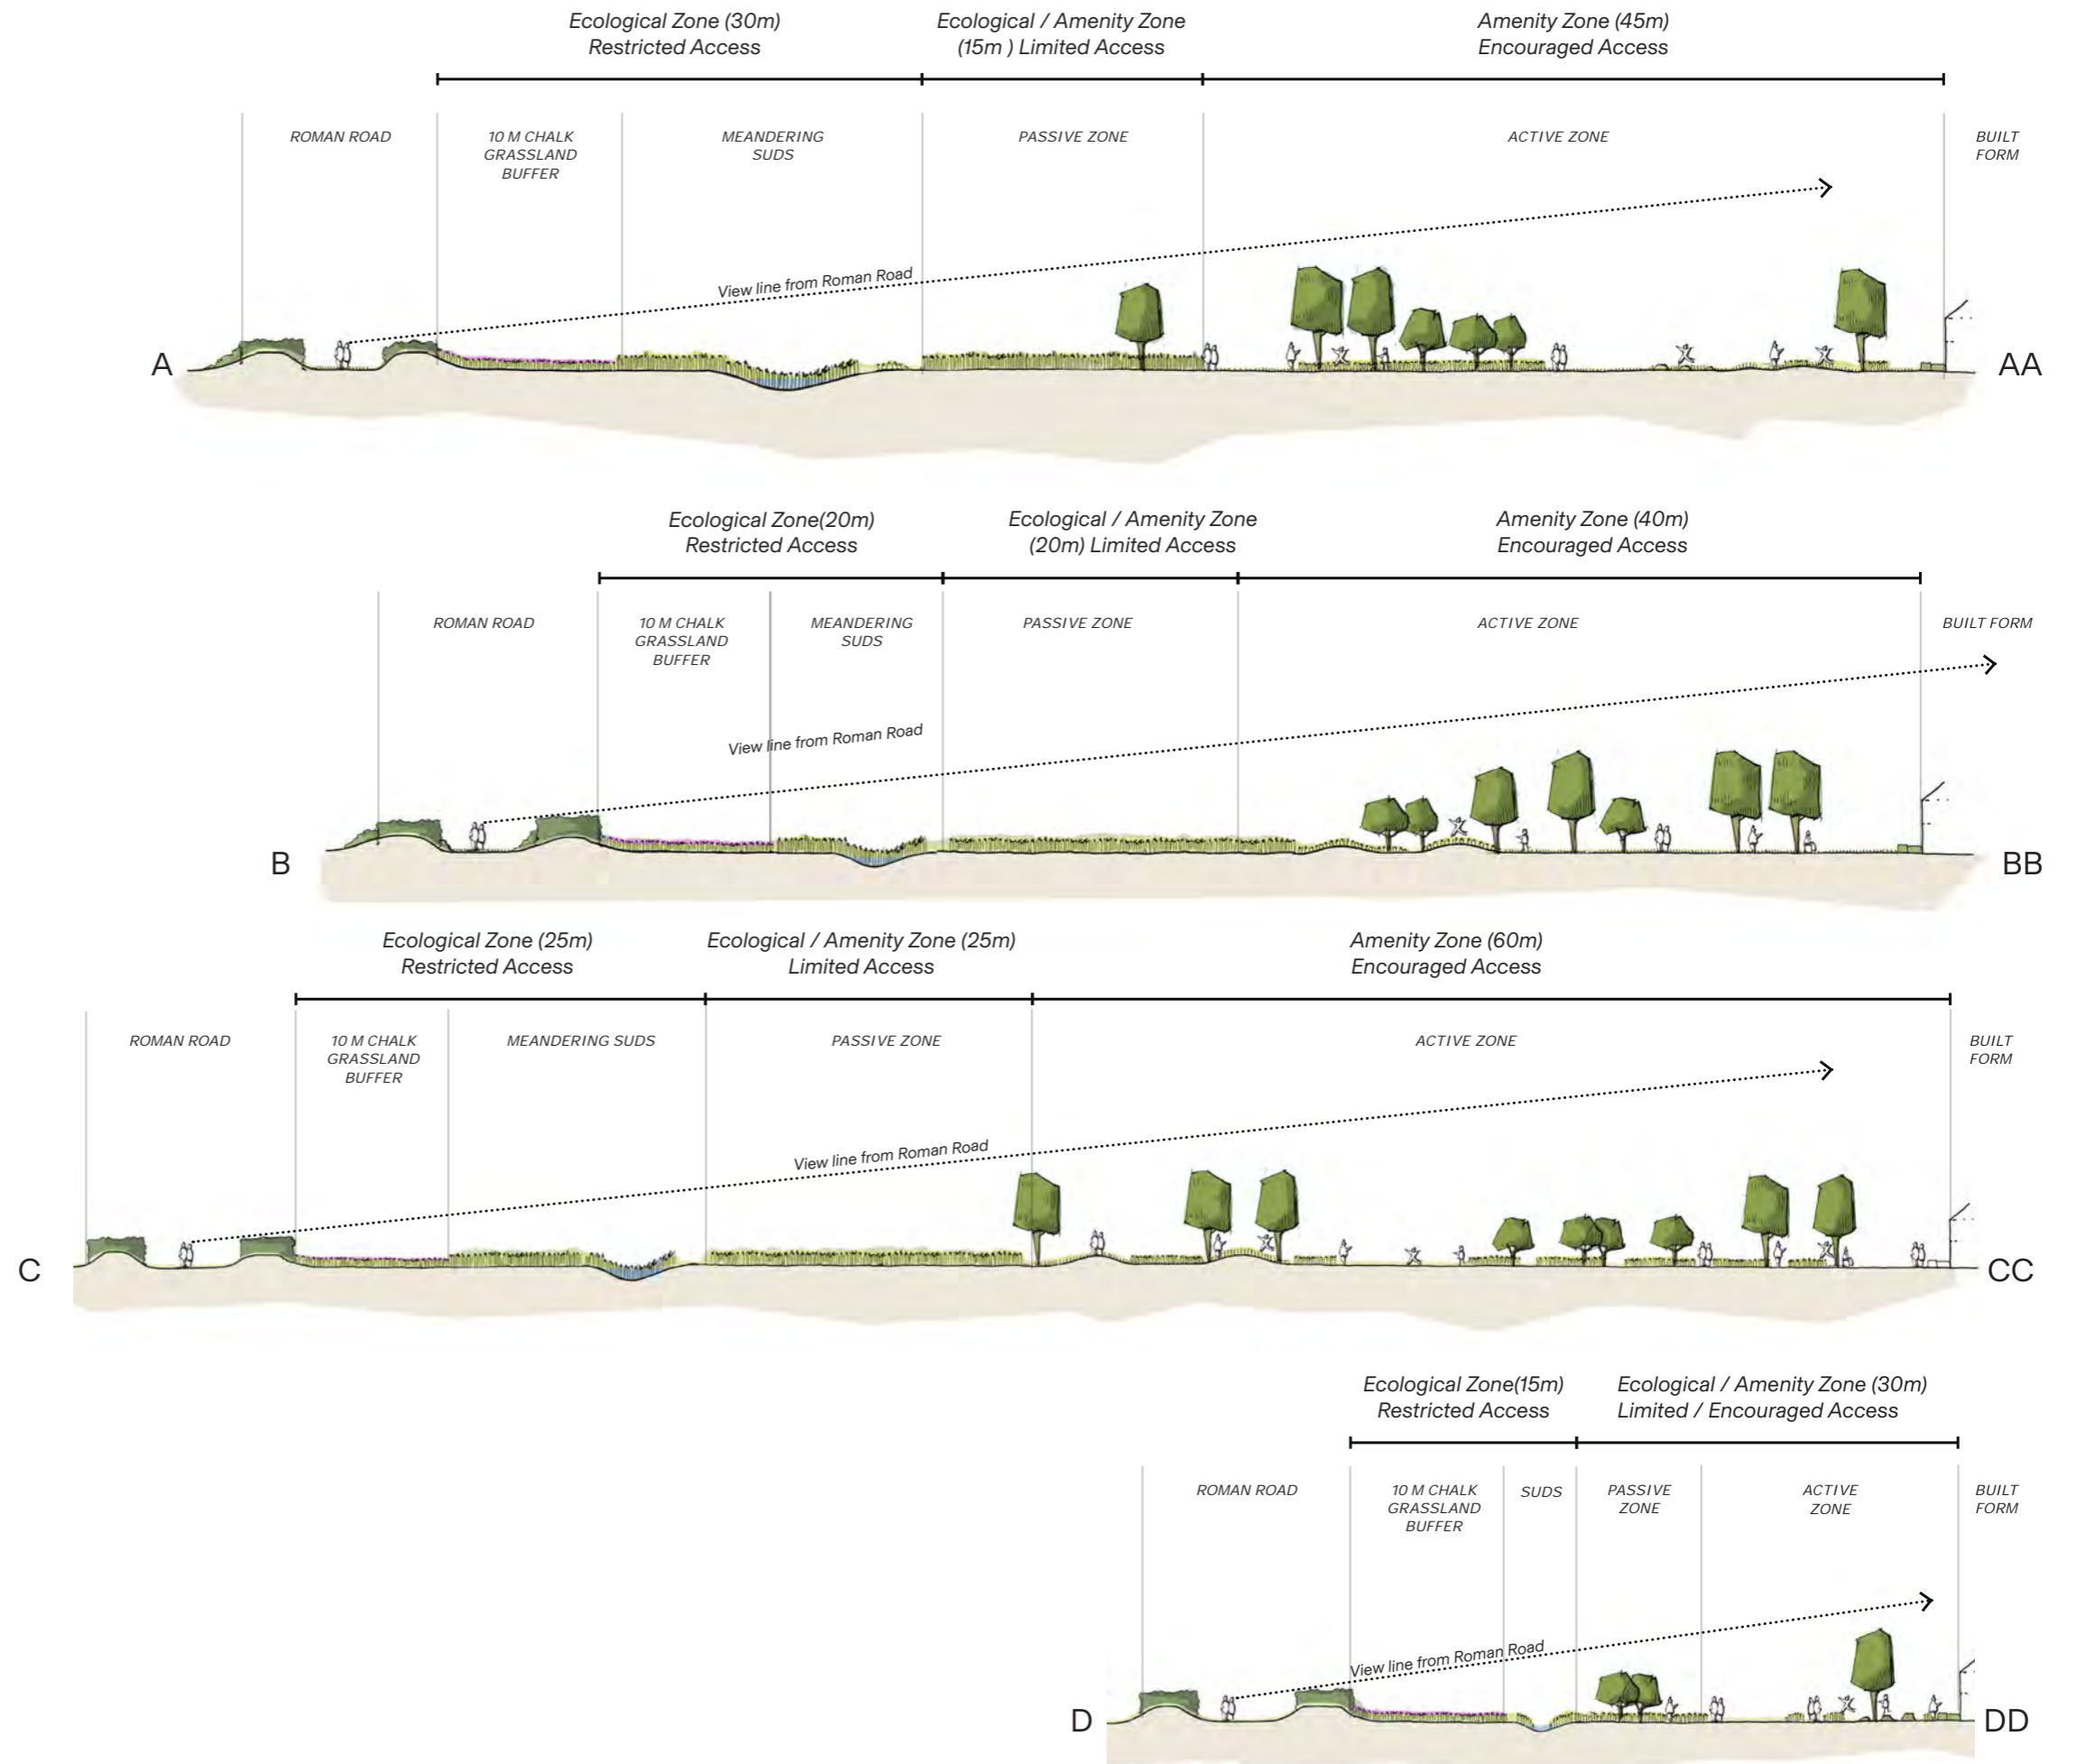 Ecological Zone (30m)
Restricted Access
Ecological / Amenity Zone
(15m ) Limited Access
Amenity Zone (45m)
Encouraged Access
ROMAN ROAD
10 M CHALK
GRASSLAND
BUFFER
MEANDERING
SUDS
PASSIVE ZONE
ACTIVE ZONE
BUILT
FORM
View line from Roman Road
A
AA
Ecological Zone(20m)
Restricted Access
Ecological / Amenity Zone
(20m) Limited Access
Amenity Zone (40m)
Encouraged Access
ROMAN ROAD
10 M CHALK
GRASSLAND
BUFFER
MEANDERING
SUDS
PASSIVE ZONE
ACTIVE ZONE
BUILT FORM
View line from Roman Road
B
BB
Ecological Zone (25m)
Restricted Access
Ecological / Amenity Zone (25m)
Limited Access
Amenity Zone (60m)
Encouraged Access
ROMAN ROAD
10 M CHALK
GRASSLAND
BUFFER
MEANDERING SUDS
PASSIVE ZONE
ACTIVE ZONE
BUILT
FORM
View line from Roman Road
C
CC
Ecological Zone(15m)
Restricted Access
Ecological / Amenity Zone (30m)
Limited / Encouraged Access
ROMAN ROAD
10 M CHALK
GRASSLAND
BUFFER
SUDS
PASSIVE
ZONE
ACTIVE
ZONE
BUILT
FORM
View line from Roman Road
D
DD